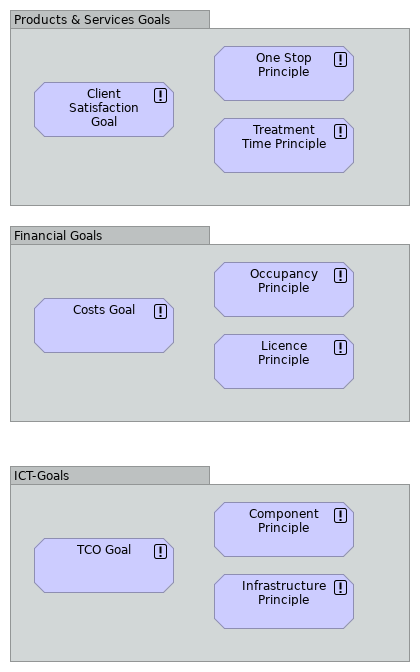 Products & Services Goals
Client
Satisfaction
Goal
One Stop
Principle
Treatment
Time Principle
Financial Goals
Costs Goal
Occupancy
Principle
Licence
Principle
ICT-Goals
TCO Goal
Component
Principle
Infrastructure
Principle